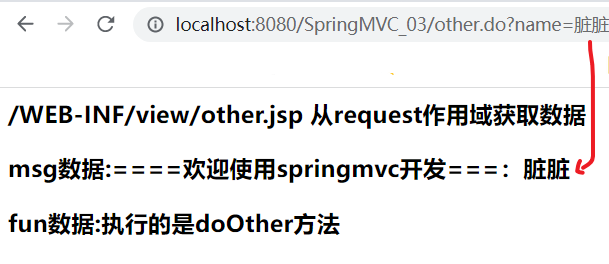 localhost:8080/SpringMVC_03/other.do?name=脏脏
/WEB-INF/view/other.jsp 从request作用域获取数据
msg数据:====欢迎使用springmvc开发===：脏脏
fun数据:执行的是doOther方法